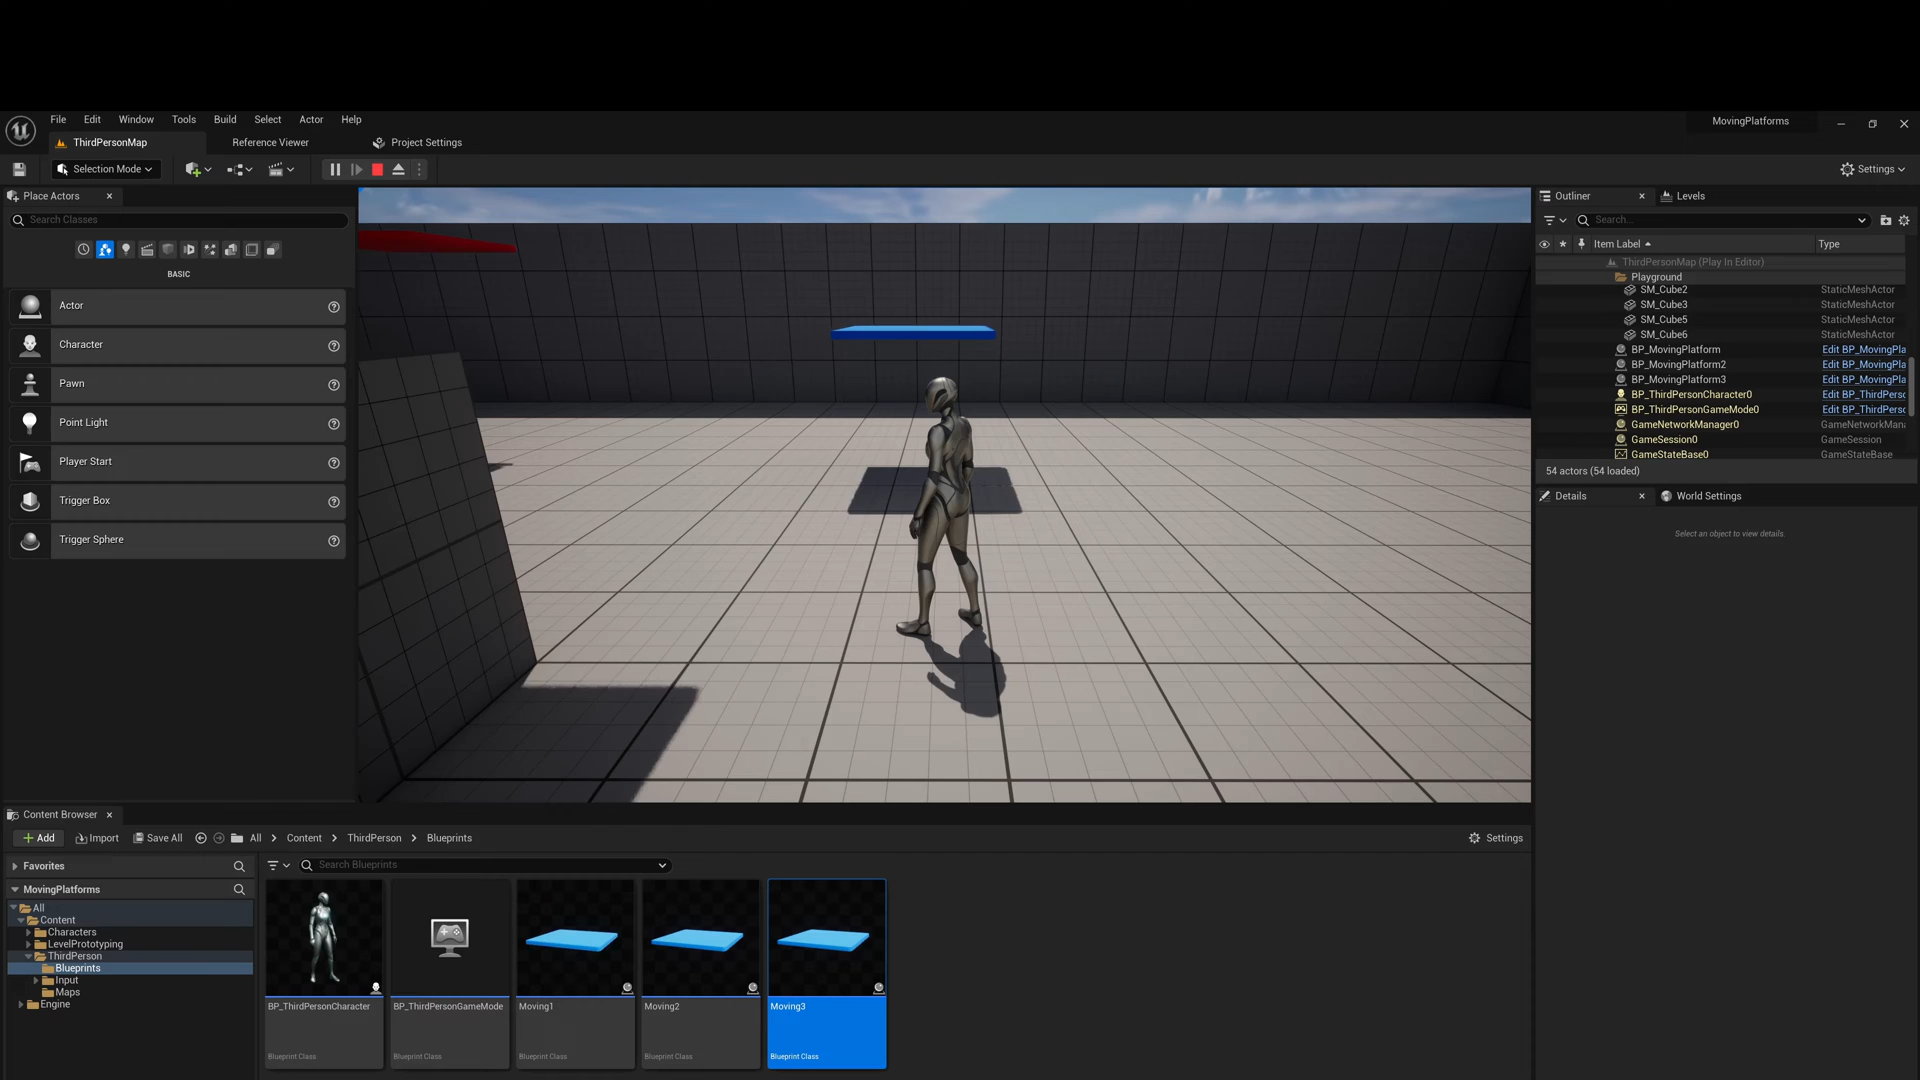 File Edit Window Tools Build Select Actor Help
MovingPlatforms
ThirdPersonMap Reference Viewer Project Settings
Selection Mode
Settings
Place Actors
Search Classes
BASIC
Actor
Character
Pawn
Point Light
Player Start
Trigger Box
Trigger Sphere
Outliner Levels
Search...
Item Label Type
ThirdPersonMap (Play In Editor)
Playground
SM_Cube2 StaticMeshActor
SM_Cube3 StaticMeshActor
SM_Cube5 StaticMeshActor
SM_Cube6 StaticMeshActor
BP_MovingPlatform Edit BP_MovingPla
BP_MovingPlatform2 Edit BP_MovingPla
BP_MovingPlatform3 Edit BP_MovingPla
BP_ThirdPersonCharacter0 Edit BP_ThirdPerso
BP_ThirdPersonGameMode0 Edit BP_ThirdPerso
GameNetworkManager0 GameNetworkMana
GameSession0 GameSession
GameStateBase0 GameStateBase
54 actors (54 loaded)
Details World Settings
Select an object to view details.
Content Browser
Add Import Save All All Content ThirdPerson Blueprints Settings
Favorites
Search Blueprints
MovingPlatforms
All
Content
Characters
LevelPrototyping
ThirdPerson
Blueprints
Input
Maps
Engine
BP_ThirdPersonCharacter BP_ThirdPersonGameMode Moving1 Moving2 Moving3
Blueprint Class Blueprint Class Blueprint Class Blueprint Class Blueprint Class